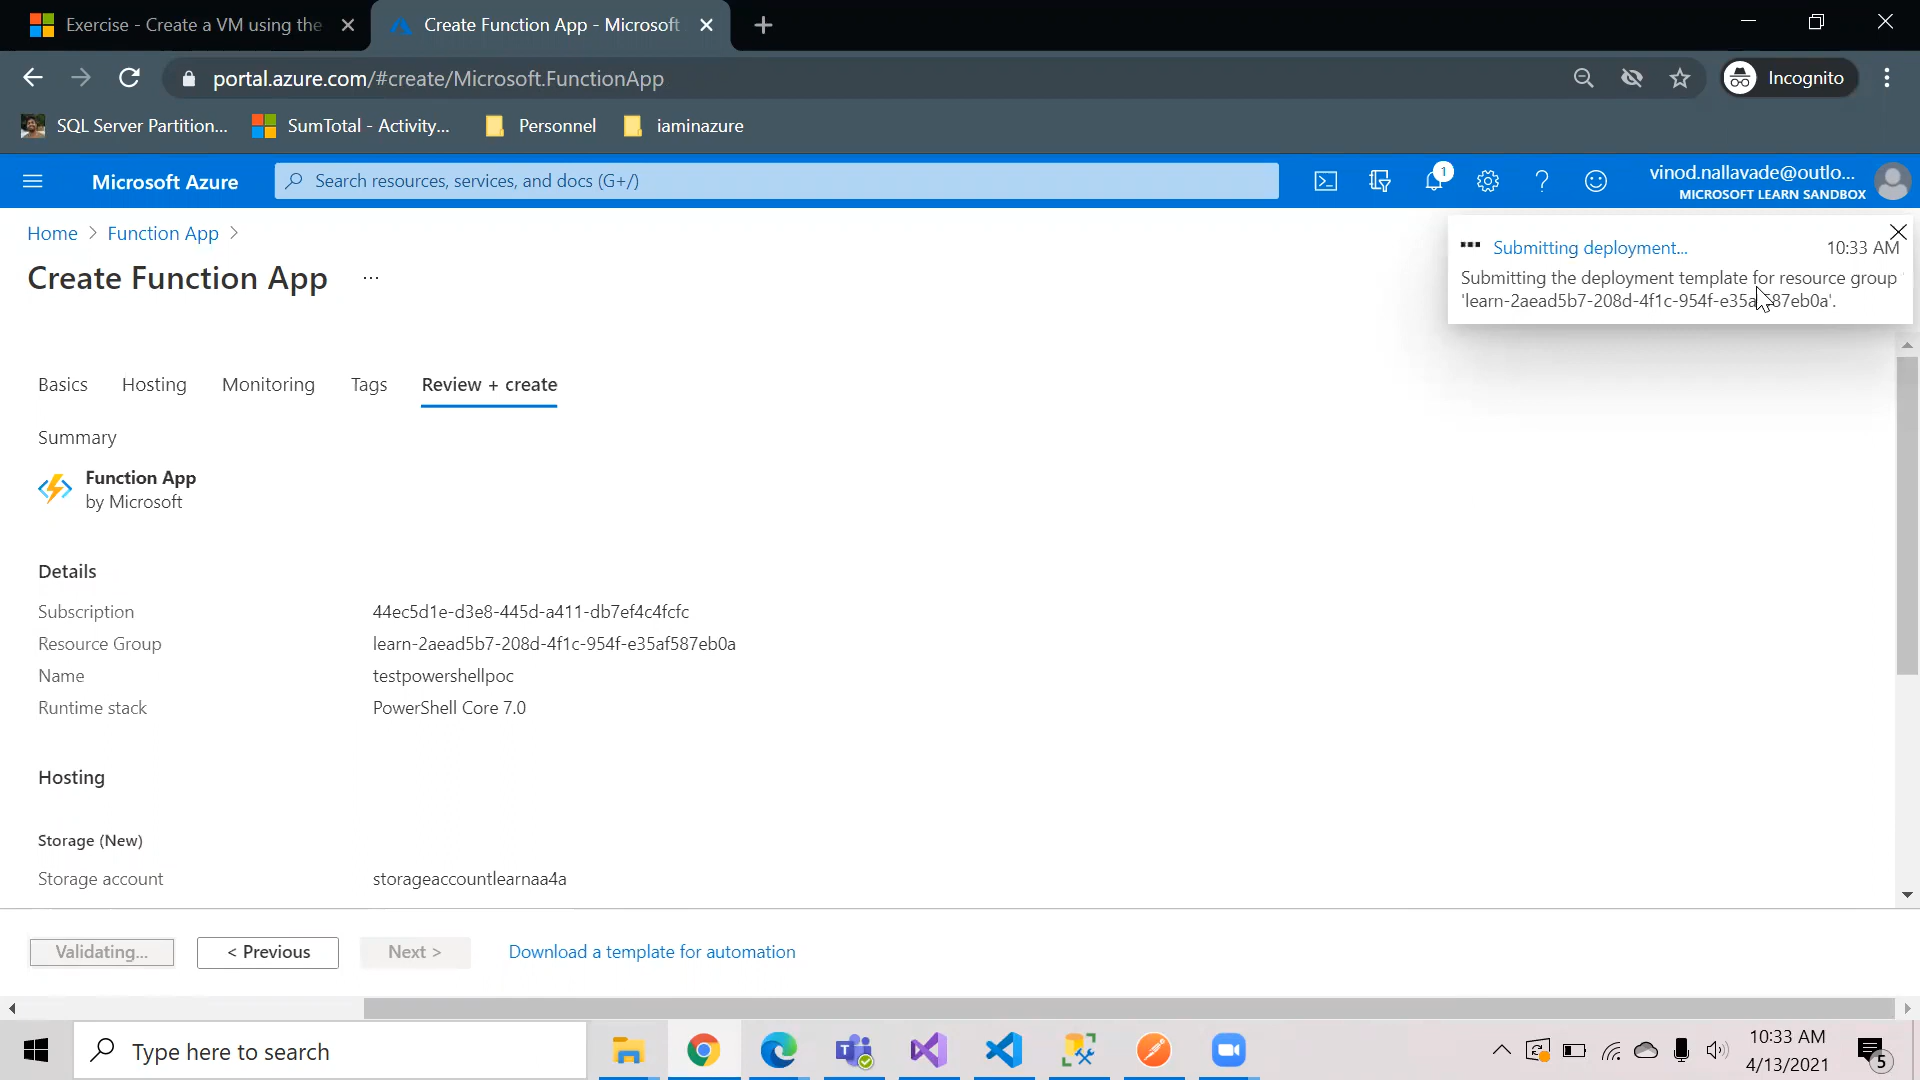 Exercise - Create a VM using the
Create Function App - Microsoft
portal.azure.com/#create/Microsoft.FunctionApp
Incognito
SQL Server Partition...
SumTotal - Activity...
Personnel
iaminazure
Microsoft Azure
Search resources, services, and docs (G+/)
1
vinod.nallavade@outlo...
MICROSOFT LEARN SANDBOX
Home > Function App >
Create Function App ...
Submitting deployment...
10:33 AM
Submitting the deployment template for resource group
'learn-2aead5b7-208d-4f1c-954f-e35af587eb0a'.
Basics
Hosting
Monitoring
Tags
Review + create
Summary
Function App
by Microsoft
Details
Subscription 44ec5d1e-d3e8-445d-a411-db7ef4c4fcfc
Resource Group learn-2aead5b7-208d-4f1c-954f-e35af587eb0a
Name testpowershellpoc
Runtime stack PowerShell Core 7.0
Hosting
Storage (New)
Storage account storageaccountlearnaa4a
Validating...
< Previous
Next >
Download a template for automation
Type here to search
10:33 AM
4/13/2021
5